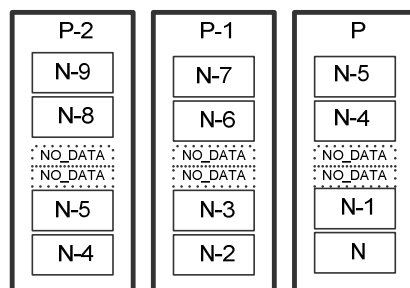 P-2
N-9
N-8
NO_DATA
NO_DATA
N-5
N-4
P-1
N-7
N-6
NO_DATA
NO_DATA
N-3
N-2
P
N-5
N-4
NO_DATA
NO_DATA
N-1
N